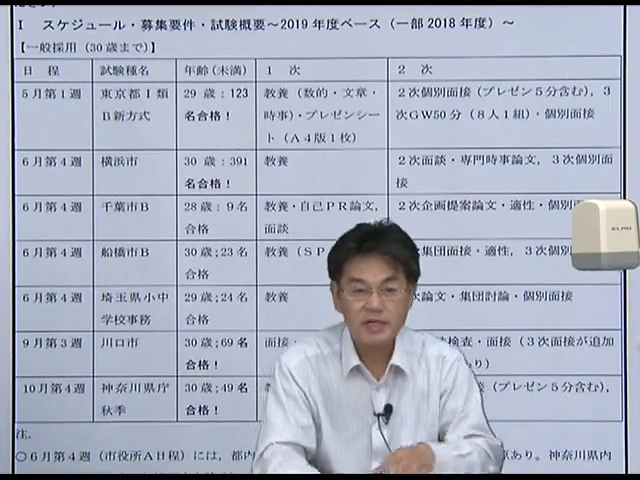 Ⅰ スケジュール・募集要件・試験概要～2019年度ベース（一部2018年度）～
【一般採用（30歳まで）】
日 程 試験種名 年齢（未満） 1 次 2 次
5月第1週 東京都Ⅰ類 29歳：123 教養（数的・文章・ 2次個別面接（プレゼン5分含む），3
B新方式 名合格！ 時事）・プレゼンシー 次GW50分（8人1組）・個別面接
ト（A4版1枚）
6月第4週 横浜市 30歳：391 教養 2次面談・専門時事論文，3次個別面
名合格！ 接
6月第4週 千葉市B 28歳：9名 教養・自己PR論文， 2次企画提案論文・適性・個別面
合格 面談
6月第4週 船橋市B 30歳；23名 教養（SP 集団面接・適性，3次個別
合格
6月第4週 埼玉県小中 29歳；24名 教養 論文・集団討論・個別面接
学校事務 合格
9月第3週 川口市 30歳；69名 面接・ 検査・面接（3次面接が追加
合格！
10月第4週 神奈川県庁 30歳；49名 （プレゼン5分含む），
秋季 合格！
注．
○6月第4週（市役所A日程）には，都内 あり。神奈川県内
ELMO